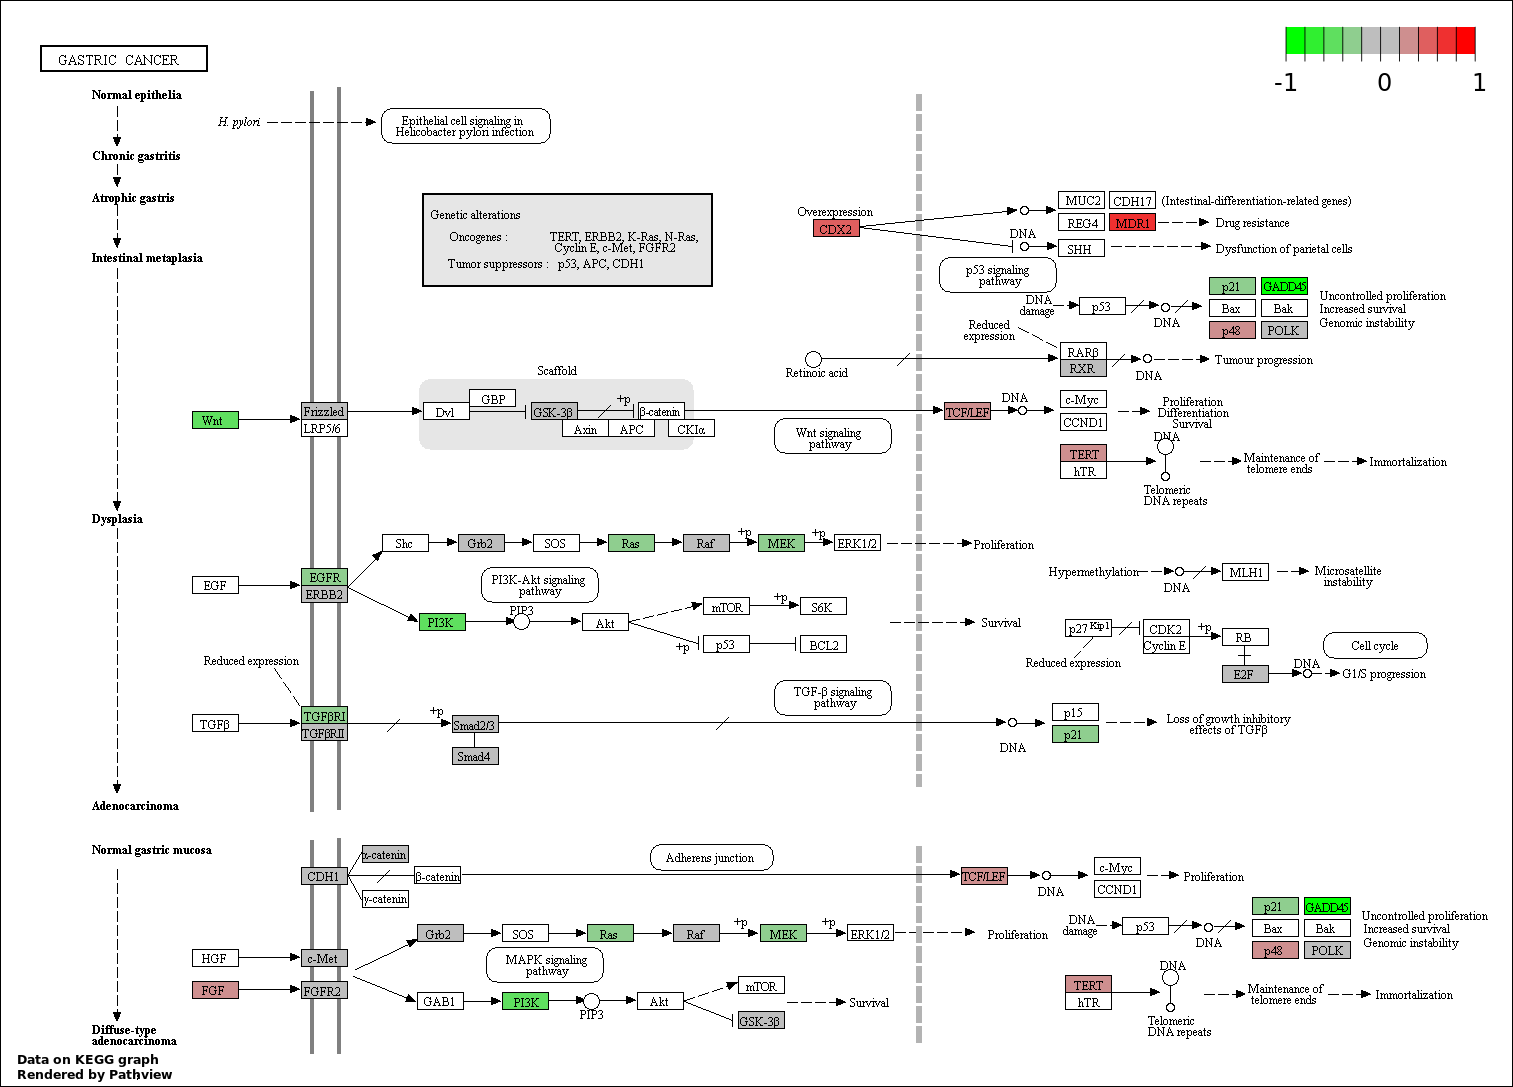 GASTRIC CANCER
-1 0 1
Normal epithelia
H. pylori
Epithelial cell signaling in
Helicobacter pylori infection
Chronic gastritis
Atrophic gastris
Intestinal metaplasia
Dysplasia
Adenocarcinoma
Genetic alterations
Oncogenes : TERT, ERBB2, K-Ras, N-Ras,
Cyclin E, c-Met, FGFR2
Tumor suppressors : p53, APC, CDH1
Overexpression
CDX2
MUC2 CDH17 (Intestinal-differentiation-related genes)
REG4 MDR1 Drug resistance
DNA
SHH Dysfunction of parietal cells
p53 signaling
pathway
DNA
damage
p53
DNA
p21 GADD45
Bax Bak
p48 POLK
Uncontrolled proliferation
Increased survival
Genomic instability
Reduced
expression
Retinoic acid
RARβ
RXR
DNA
Tumour progression
Scaffold
Wnt
Frizzled
LRP5/6
GBP
Dvl
GSK-3β
+p
β-catenin
Axin APC CKIα
Wnt signaling
pathway
TCF/LEF
DNA
c-Myc
CCND1
Proliferation
Differentiation
Survival
TERT
hTR
DNA
Telomeric
DNA repeats
Maintenance of
telomere ends
Immortalization
Shc Grb2 SOS Ras Raf +p MEK +p ERK1/2 Proliferation
EGF
EGFR
ERBB2
PI3K-Akt signaling
pathway
PI3K
PIP3
Akt
mTOR +p S6K
+p p53 BCL2
Survival
Hypermethylation
DNA
MLH1
Microsatellite
instability
p27 Kip1
Reduced expression
CDK2
Cyclin E
+p
RB
E2F
DNA
Cell cycle
G1/S progression
Reduced expression
TGFβ
TGFβRI
TGFβRII
+p
Smad2/3
Smad4
TGF-β signaling
pathway
DNA
p15
p21
Loss of growth inhibitory
effects of TGFβ
Normal gastric mucosa
Diffuse-type
adenocarcinoma
CDH1
α-catenin
β-catenin
γ-catenin
Adherens junction
TCF/LEF
DNA
c-Myc
CCND1
Proliferation
HGF
c-Met
FGF
FGFR2
Grb2 SOS Ras Raf +p MEK +p ERK1/2 Proliferation
MAPK signaling
pathway
GAB1 PI3K
PIP3
Akt
mTOR
GSK-3β
Survival
DNA
damage
p53
DNA
p21 GADD45
Bax Bak
p48 POLK
Uncontrolled proliferation
Increased survival
Genomic instability
TERT
hTR
DNA
Telomeric
DNA repeats
Maintenance of
telomere ends
Immortalization
Data on KEGG graph
Rendered by Pathview